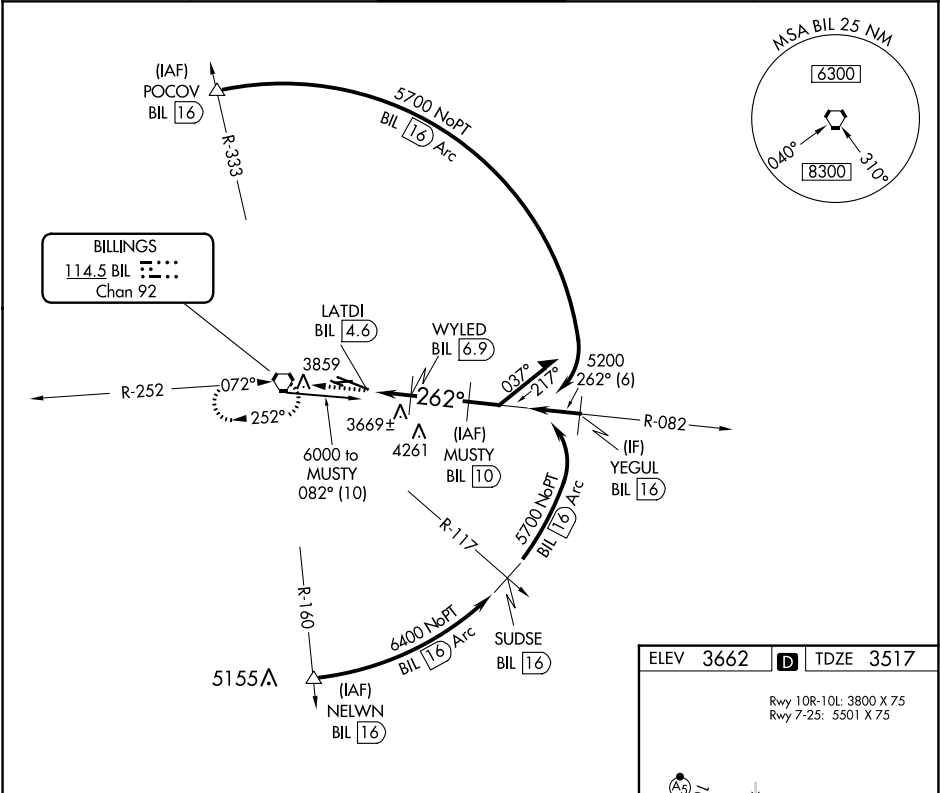 MSA BIL 25 NM
6300
040°
310°
8300
(IAF)
POCOV
BIL 16
5700 NoPT
BIL 16 Arc
R-333
BILLINGS
114.5 BIL
Chan 92
LATDI
BIL 4.6
WYLED
BIL 6.9
3859
037°
217°
5200
262° (6)
R-252
072°
252°
262°
R-082
3669±
4261
(IAF)
MUSTY
BIL 10
(IF)
YEGUL
BIL 16
6000 to
MUSTY
082° (10)
R-117
5700 NoPT
BIL 16 Arc
R-160
6400 NoPT
BIL 16 Arc
SUDSE
BIL 16
5155
(IAF)
NELWN
BIL 16
ELEV 3662 D TDZE 3517
Rwy 10R-10L: 3800 X 75
Rwy 7-25: 5501 X 75
A5